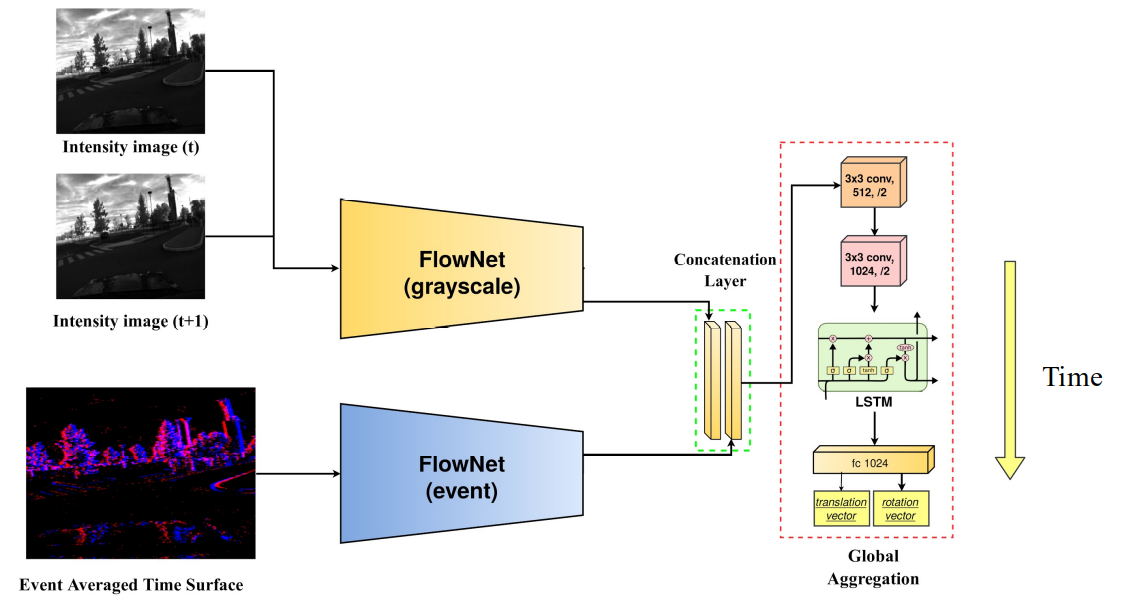 Intensity image (t)
Intensity image (t+1)
FlowNet
(grayscale)
Concatenation
Layer
3x3 conv,
512, /2
3x3 conv,
1024, /2
x
+
tanh
x
x
σ
σ
tanh
σ
LSTM
Time
fc 1024
translation
vector
rotation
vector
Global
Aggregation
FlowNet
(event)
Event Averaged Time Surface